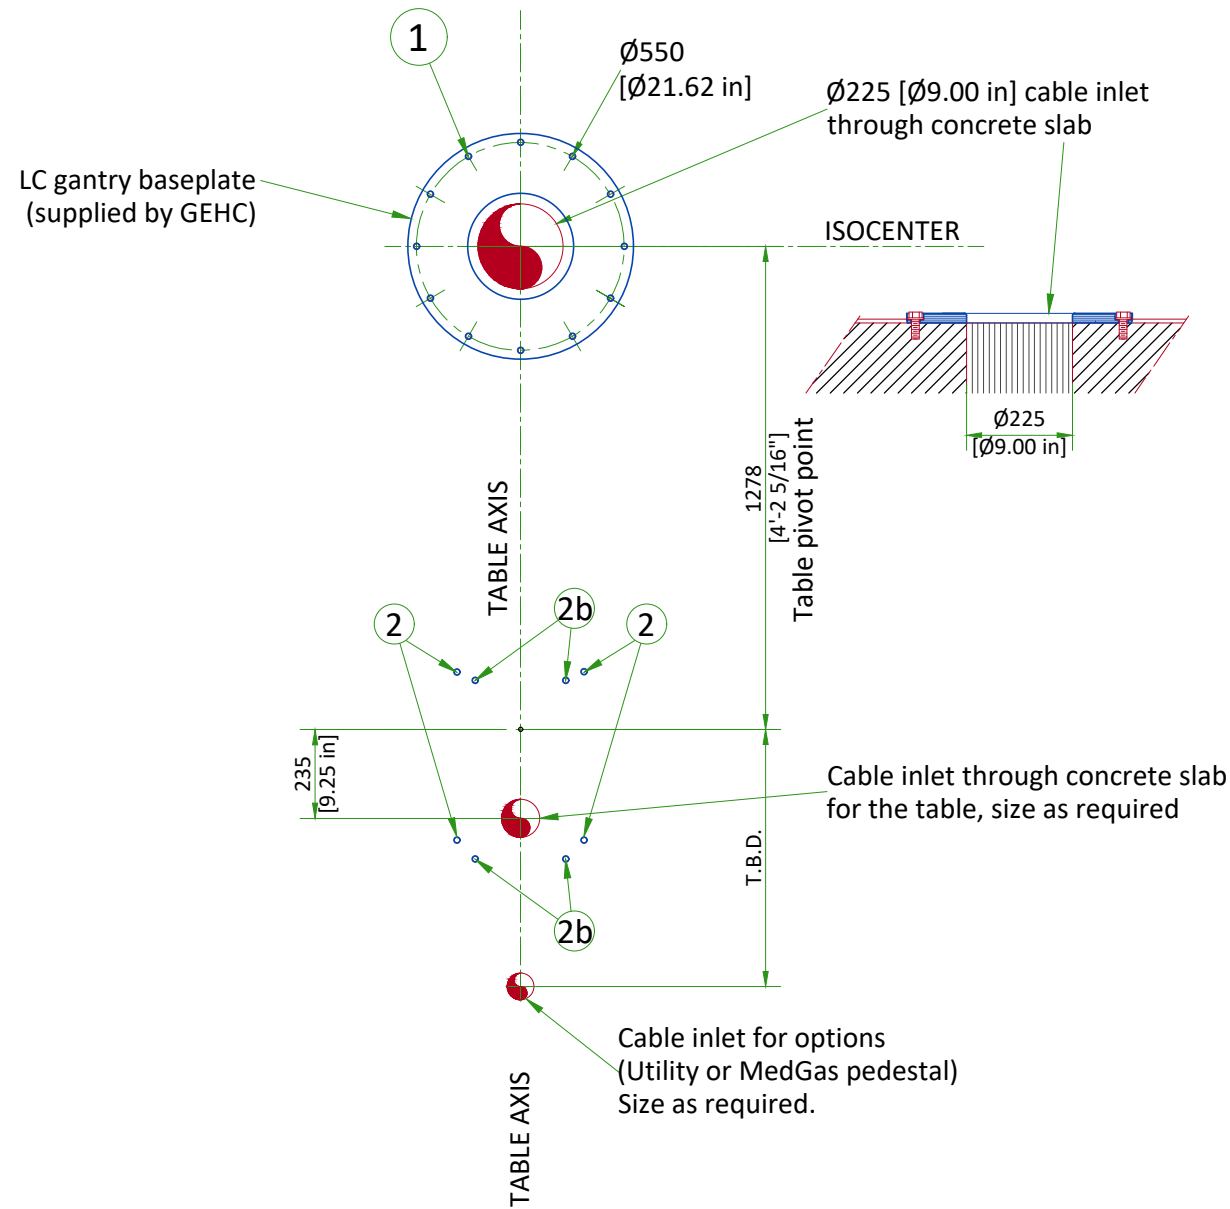 1
Ø550
[Ø21.62 in]
Ø225 [Ø9.00 in] cable inlet
through concrete slab
LC gantry baseplate
(supplied by GEHC)
ISOCENTER
Ø225
[Ø9.00 in]
1278
[4'-2 5/16"]
Table pivot point
TABLE AXIS
2
2b
2
235
[9.25 in]
Cable inlet through concrete slab
for the table, size as required
T.B.D.
2b
Cable inlet for options
(Utility or MedGas pedestal)
Size as required.
TABLE AXIS